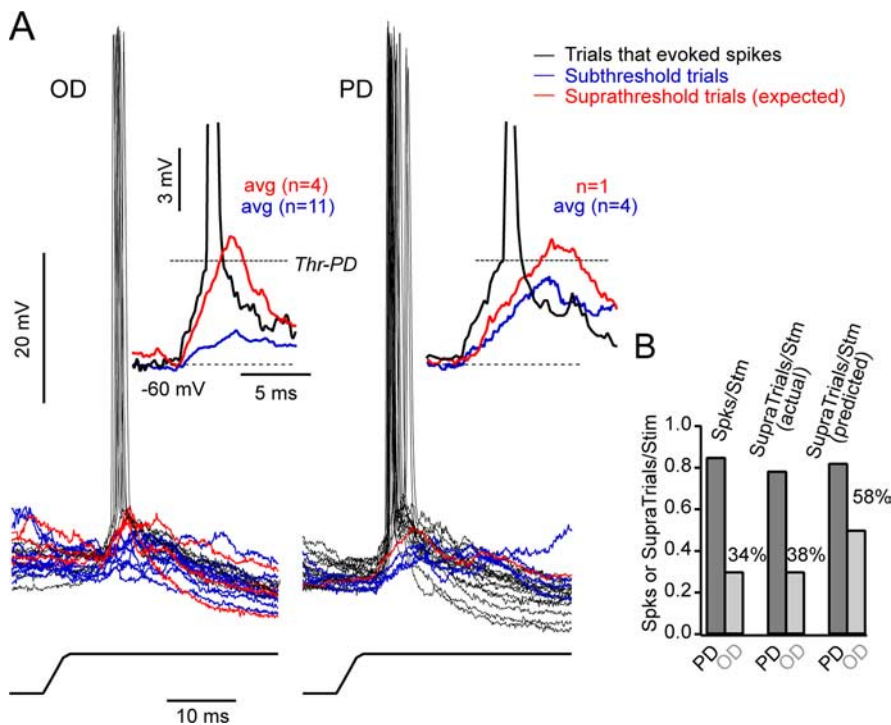 A
OD
PD
Trials that evoked spikes
Subthreshold trials
Suprathreshold trials (expected)
3 mV
avg (n=4)
avg (n=11)
n=1
avg (n=4)
Thr-PD
20 mV
-60 mV
5 ms
10 ms
B
Spks/Stm
SupraTrials/Stm
(actual)
SupraTrials/Stm
(predicted)
Spks or SupraTrials/Stim
1.0
0.8
0.6
0.4
0.2
0.0
34%
38%
58%
PD OD PD OD PD OD